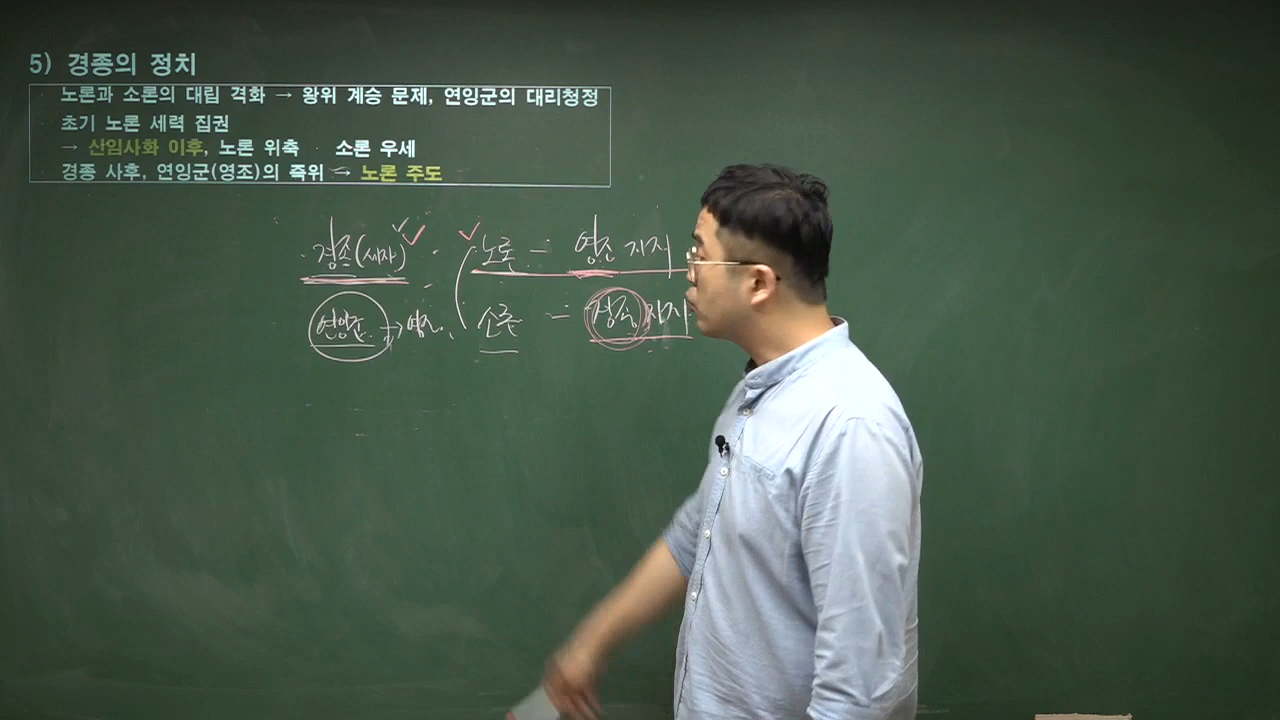 5) 경종의 정치
노론과 소론의 대립 격화 → 왕위 계승 문제, 연잉군의 대리청정
초기 노론 세력 집권
→ 신임사화 이후, 노론 위축 · 소론 우세
경종 사후, 연잉군(영조)의 즉위 → 노론 주도
경종(세자) 노론 - 영조 지지
→ 영조 소론 - 경종 지지